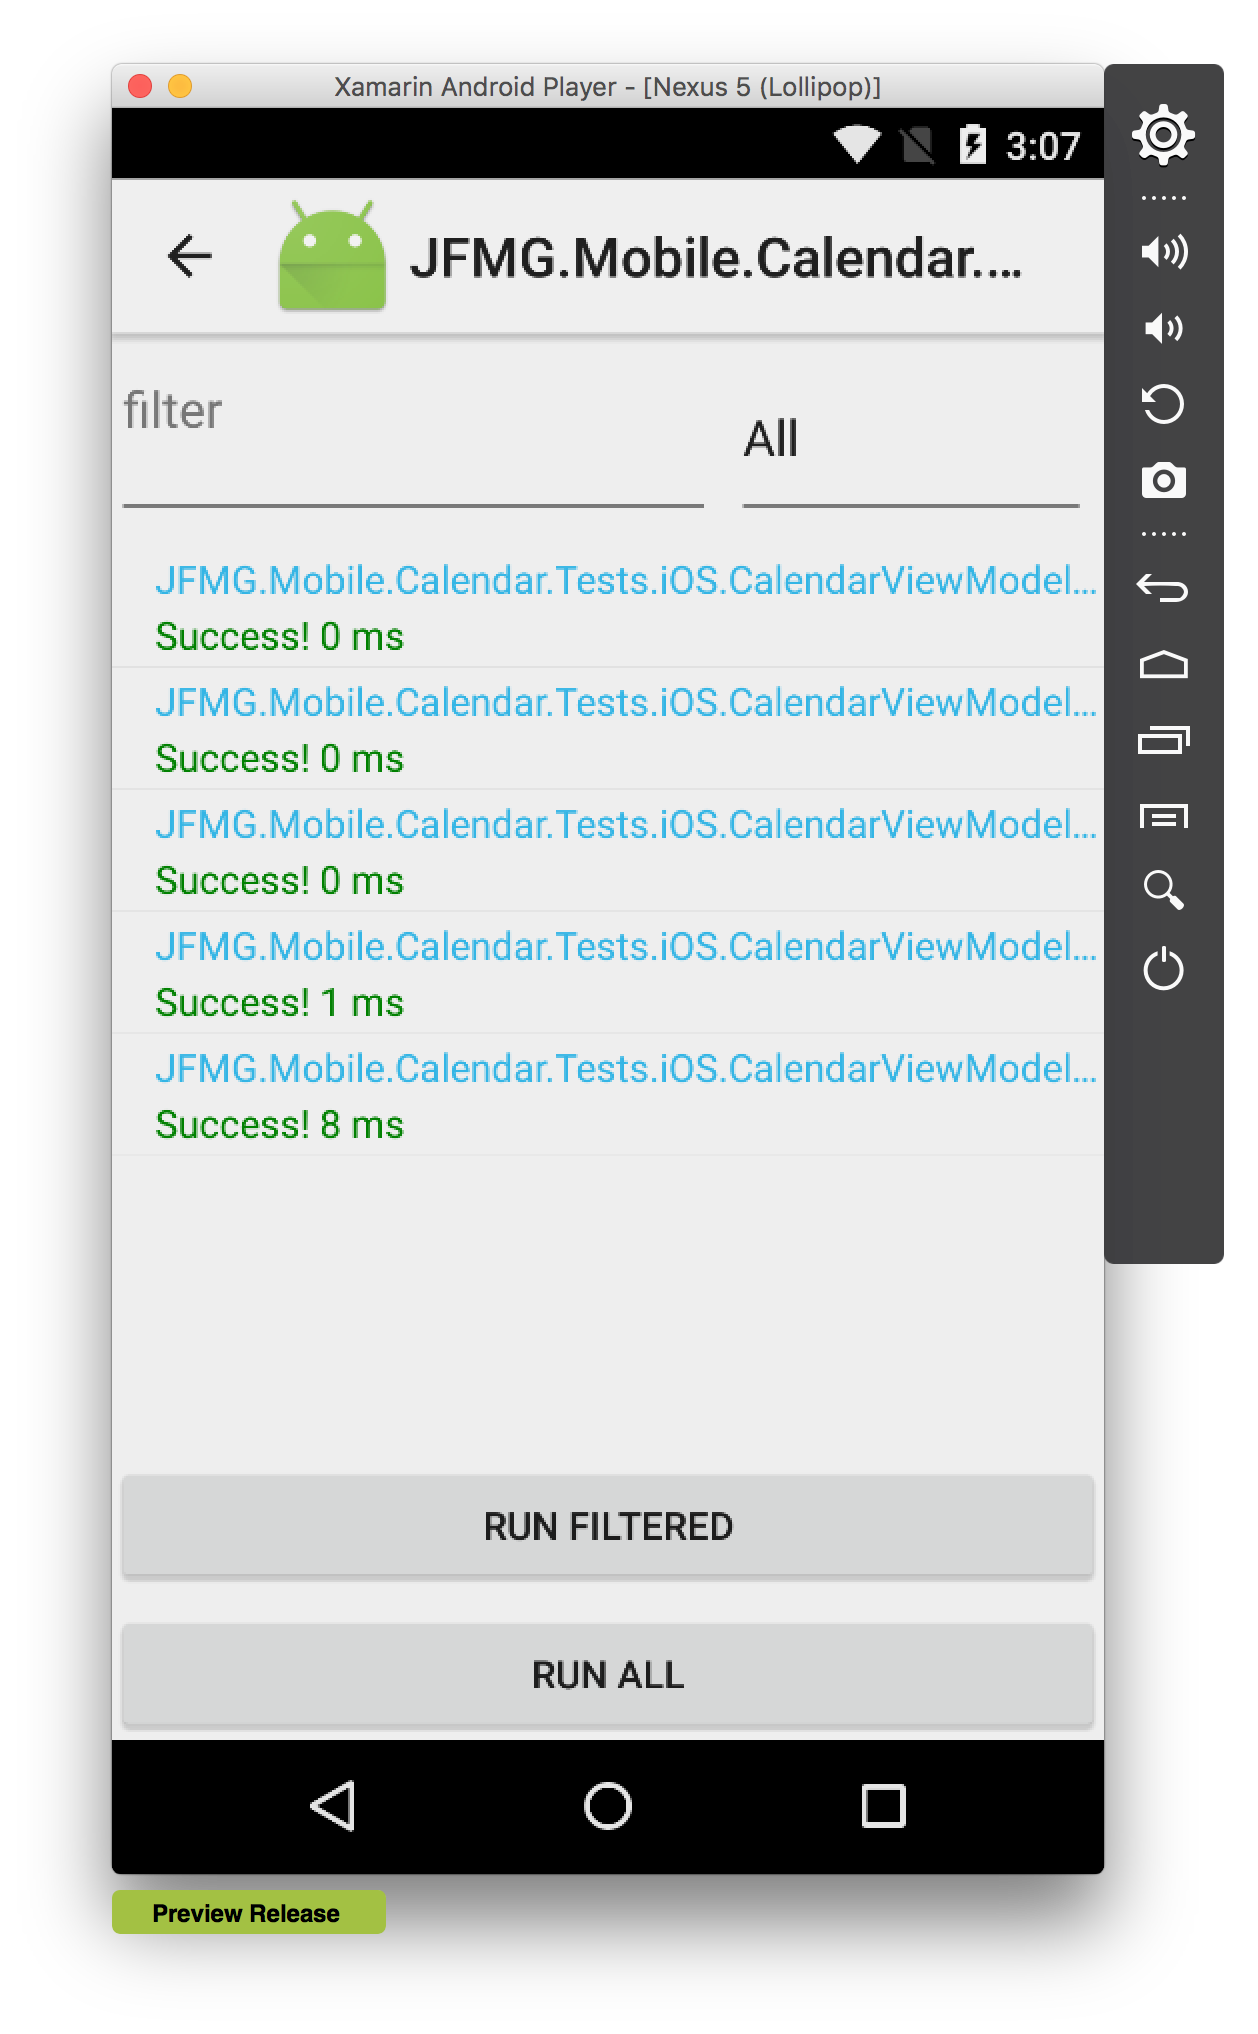 Xamarin Android Player - [Nexus 5 (Lollipop)]
3:07
JFMG.Mobile.Calendar....
filter
All
JFMG.Mobile.Calendar.Tests.iOS.CalendarViewModel...
Success! 0 ms
JFMG.Mobile.Calendar.Tests.iOS.CalendarViewModel...
Success! 0 ms
JFMG.Mobile.Calendar.Tests.iOS.CalendarViewModel...
Success! 0 ms
JFMG.Mobile.Calendar.Tests.iOS.CalendarViewModel...
Success! 1 ms
JFMG.Mobile.Calendar.Tests.iOS.CalendarViewModel...
Success! 8 ms
RUN FILTERED
RUN ALL
Preview Release